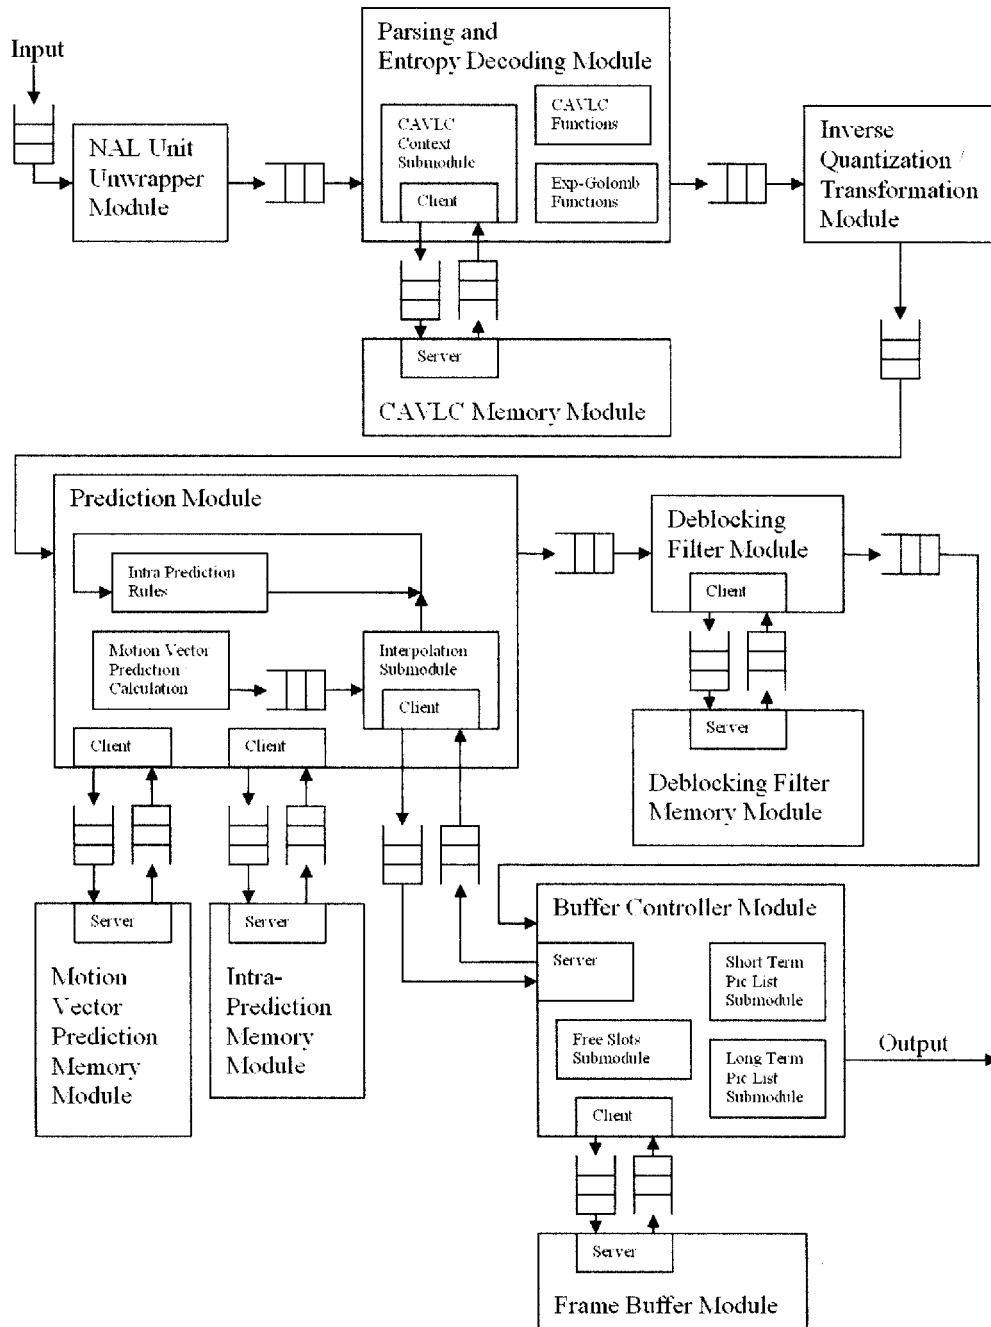 Input
NAL Unit
Unwrapper
Module
Parsing and
Entropy Decoding Module
CAVLC
Context
Submodule
Client
CAVLC
Functions
Exp-Golomb
Functions
Inverse
Quantization /
Transformation
Module
Server
CAVLC Memory Module
Prediction Module
Intra Prediction
Rules
Motion Vector
Prediction
Calculation
Interpolation
Submodule
Client
Client
Client
Deblocking
Filter Module
Client
Server
Deblocking Filter
Memory Module
Server
Motion
Vector
Prediction
Memory
Module
Server
Intra-
Prediction
Memory
Module
Buffer Controller Module
Server
Short Term
Pic List
Submodule
Free Slots
Submodule
Long Term
Pic List
Submodule
Client
Output
Server
Frame Buffer Module